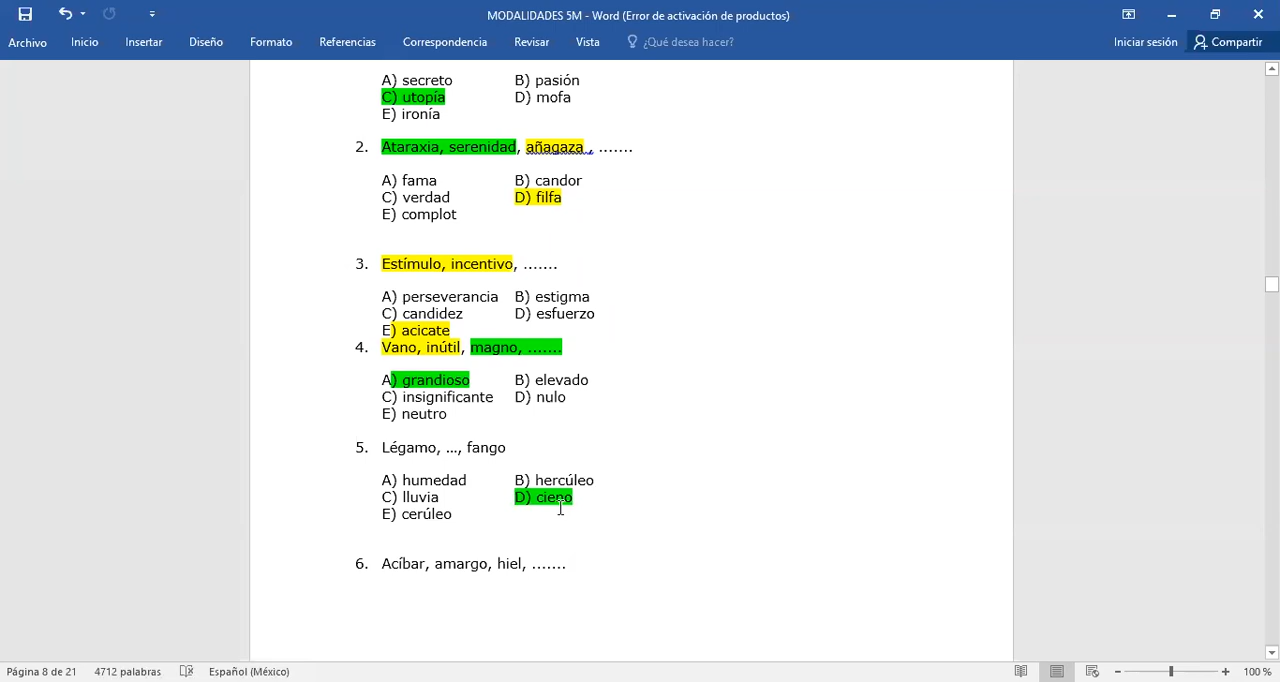 MODALIDADES 5M - Word (Error de activación de productos)
Archivo Inicio Insertar Diseño Formato Referencias Correspondencia Revisar Vista ¿Qué desea hacer? Iniciar sesión Compartir
A) secreto B) pasión
C) utopía D) mofa
E) ironía
2. Ataraxia, serenidad, añagaza , .......
A) fama B) candor
C) verdad D) filfa
E) complot
3. Estímulo, incentivo, .......
A) perseverancia B) estigma
C) candidez D) esfuerzo
E) acicate
4. Vano, inútil, magno, .......
A) grandioso B) elevado
C) insignificante D) nulo
E) neutro
5. Légamo, ..., fango
A) humedad B) hercúleo
C) lluvia D) cieno
E) cerúleo
6. Acíbar, amargo, hiel, .......
Página 8 de 21 4712 palabras Español (México) 100 %